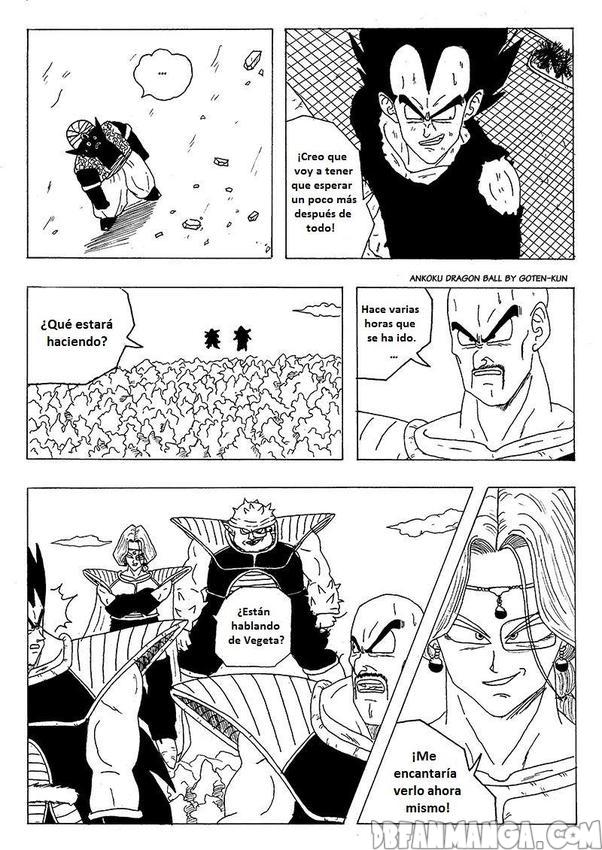 ...
¡Creo que
voy a tener
que esperar
un poco más
después de
todo!
ANKOKU DRAGON BALL BY GOTEN-KUN
¿Qué estará
haciendo?
Hace varias
horas que
se ha ido.
...
¿Están
hablando
de Vegeta?
¡Me
encantaría
verlo ahora
mismo!
DBFANMANGA.COM